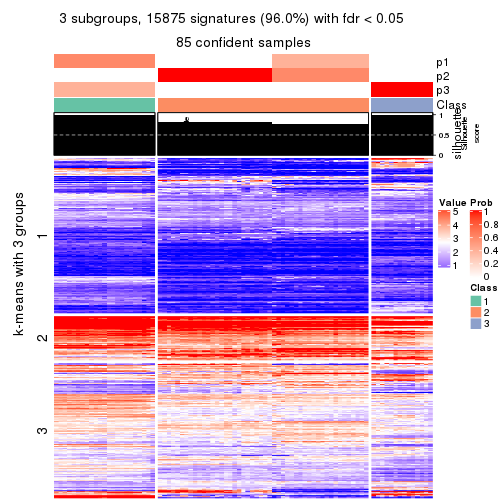 3 subgroups, 15875 signatures (96.0%) with fdr < 0.05
85 confident samples
p1
p2
p3
Class
silhouette
Silhouette
score
1
0.5
0
k-means with 3 groups
1
2
3
Value
5
4
3
2
1
Prob
1
0.8
0.6
0.4
0.2
0
Class
1
2
3